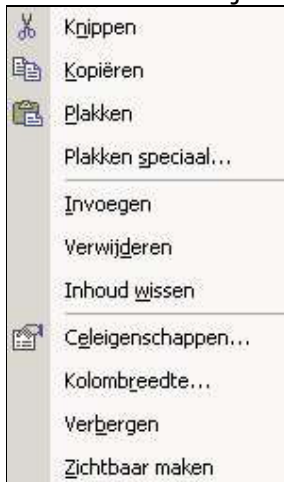 Knippen
Kopiëren
Plakken
Plakken speciaal...
Invoegen
Verwijderen
Inhoud wissen
Celeigenschappen...
Kolombreedte...
Verbergen
Zichtbaar maken